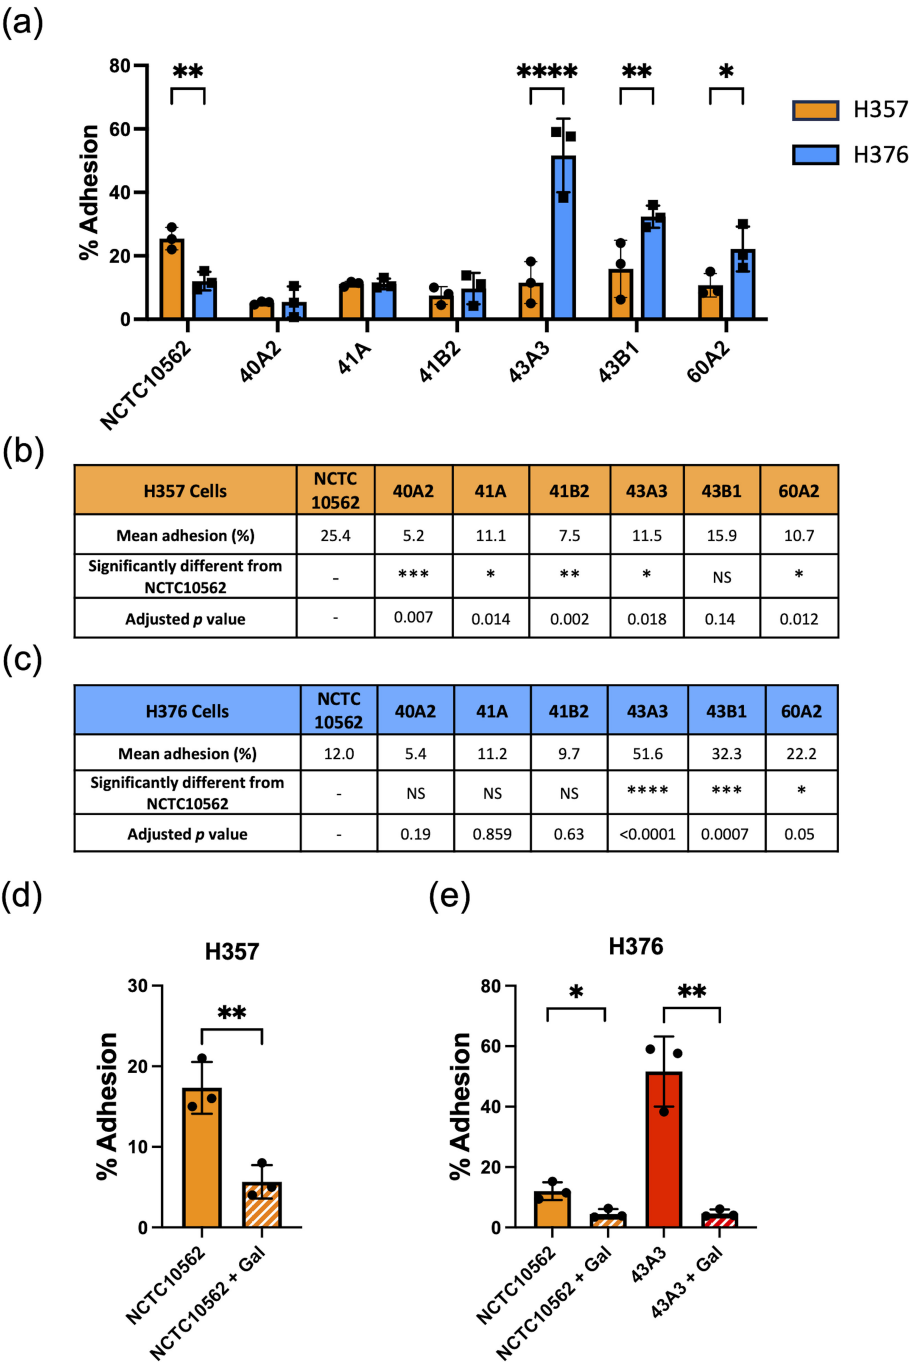 (a)
80
60
40
20
0
% Adhesion
** **** ** *
H357
H376
NCTC10562 40A2 41A 41B2 43A3 43B1 60A2
(b)
H357 Cells NCTC 10562 40A2 41A 41B2 43A3 43B1 60A2
Mean adhesion (%) 25.4 5.2 11.1 7.5 11.5 15.9 10.7
Significantly different from NCTC10562 - *** * ** * NS *
Adjusted p value - 0.007 0.014 0.002 0.018 0.14 0.012
(c)
H376 Cells NCTC 10562 40A2 41A 41B2 43A3 43B1 60A2
Mean adhesion (%) 12.0 5.4 11.2 9.7 51.6 32.3 22.2
Significantly different from NCTC10562 - NS NS NS **** *** *
Adjusted p value - 0.19 0.859 0.63 <0.0001 0.0007 0.05
(d)
H357
30
20
10
0
% Adhesion
**
NCTC10562 NCTC10562 + Gal
(e)
H376
80
60
40
20
0
% Adhesion
* **
NCTC10562 NCTC10562 + Gal 43A3 43A3 + Gal